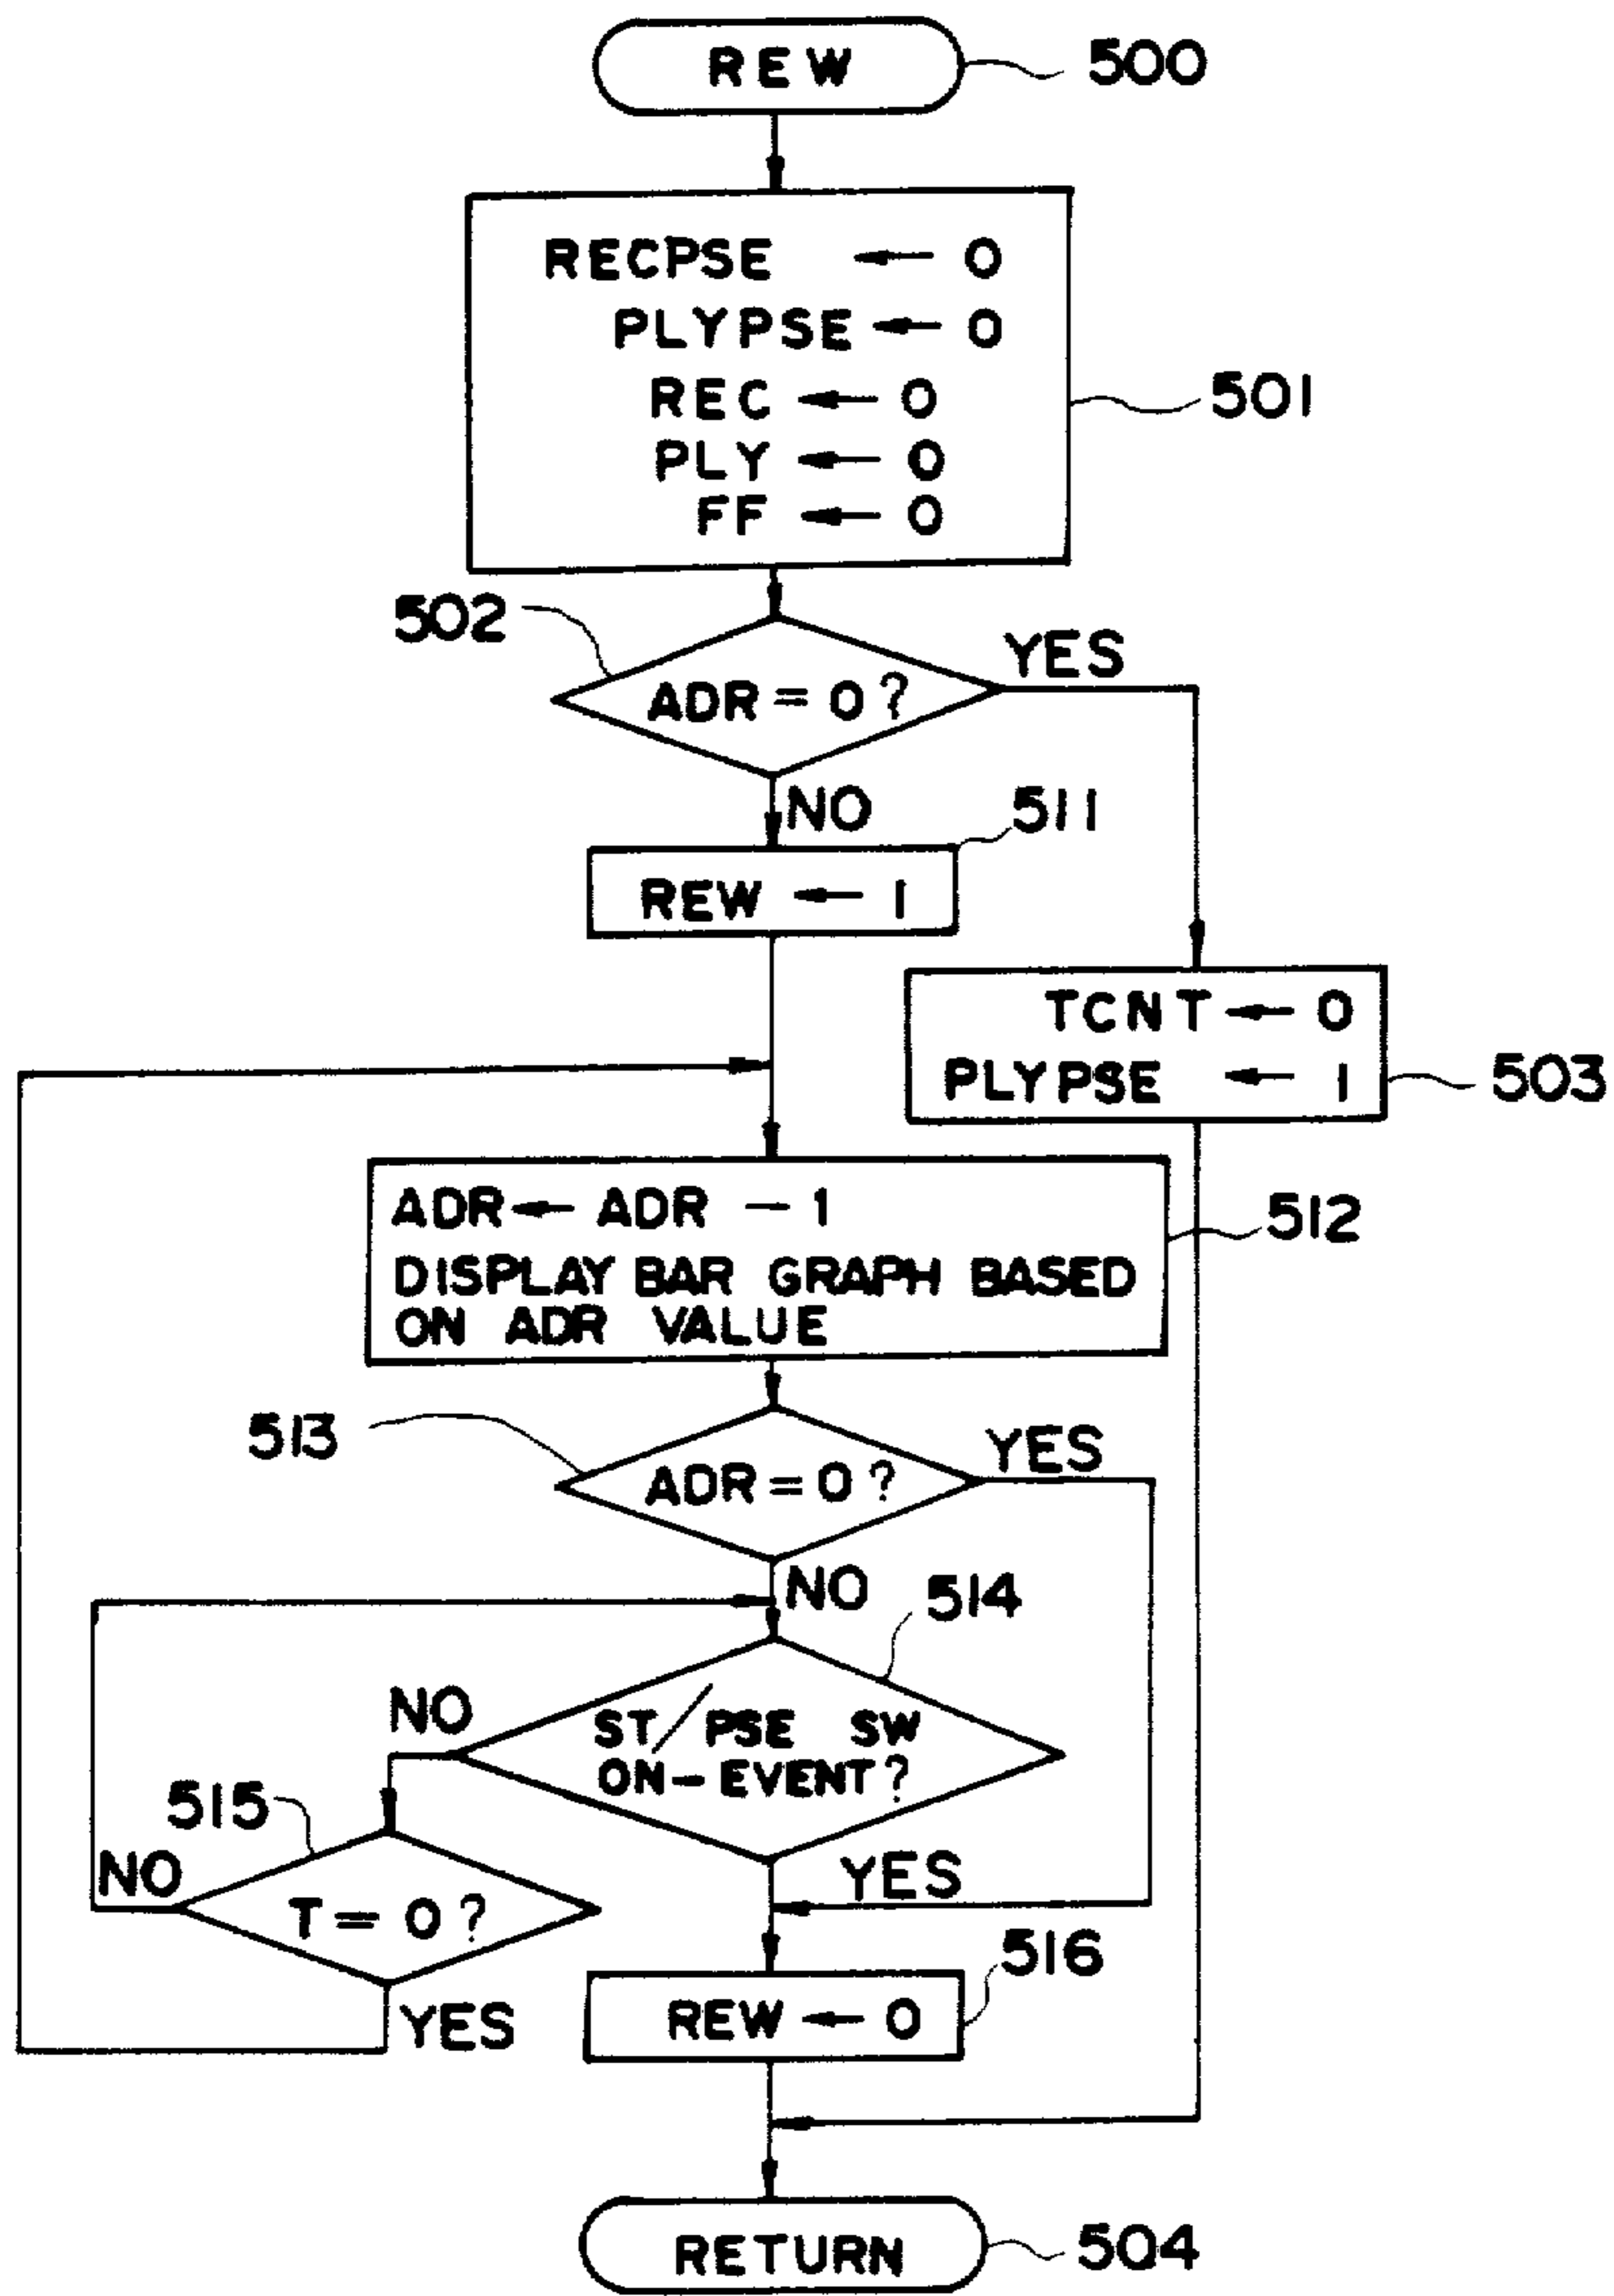 REW
500
RECPSE ← 0
PLYPSE ← 0
REC ← 0
PLY ← 0
FF ← 0
501
502
ADR = 0 ?
YES
NO
511
REW ← 1
TCNT ← 0
PLYPSE ← 1
503
ADR ← ADR - 1
DISPLAY BAR GRAPH BASED
ON ADR VALUE
512
513
ADR = 0 ?
YES
NO
514
ST/PSE SW
ON-EVENT?
NO
YES
515
T = 0 ?
NO
YES
516
REW ← 0
RETURN
504